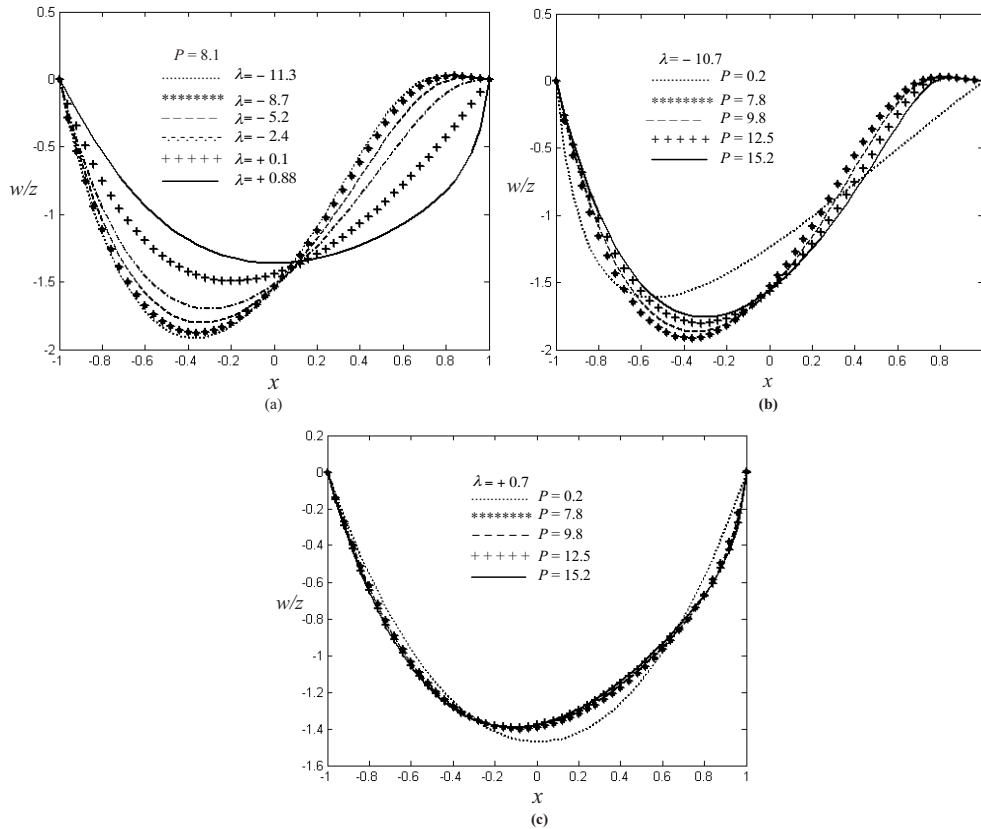 0.5
0
-0.5
-1
-1.5
-2
w/z
P = 8.1
λ= − 11.3
******** λ= − 8.7
λ= − 5.2
λ= − 2.4
+++++ λ= + 0.1
λ= + 0.88
-1 -0.8 -0.6 -0.4 -0.2 0 0.2 0.4 0.6 0.8 1
x
(a)
0.5
0
-0.5
-1
-1.5
-2
w/z
λ= − 10.7
P = 0.2
******** P = 7.8
P = 9.8
+++++ P = 12.5
P = 15.2
-1 -0.8 -0.6 -0.4 -0.2 0 0.2 0.4 0.6 0.8
x
(b)
0.2
0
-0.2
-0.4
-0.6
-0.8
-1
-1.2
-1.4
-1.6
w/z
λ= + 0.7
P = 0.2
******** P = 7.8
P = 9.8
+++++ P = 12.5
P = 15.2
-1 -0.8 -0.6 -0.4 -0.2 0 0.2 0.4 0.6 0.8 1
x
(c)